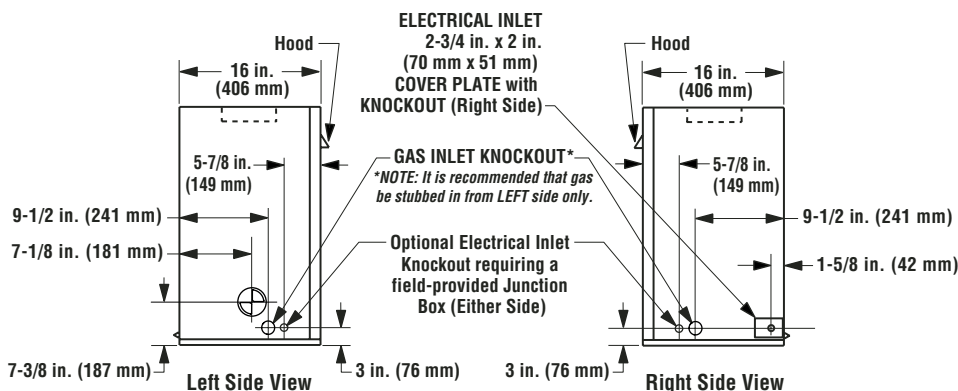 ELECTRICAL INLET
2-3/4 in. x 2 in.
(70 mm x 51 mm)
COVER PLATE with
KNOCKOUT (Right Side)
Hood
16 in.
(406 mm)
Hood
16 in.
(406 mm)
5-7/8 in.
(149 mm)
GAS INLET KNOCKOUT*
*NOTE: It is recommended that gas
be stubbed in from LEFT side only.
5-7/8 in.
(149 mm)
9-1/2 in. (241 mm)
9-1/2 in. (241 mm)
7-1/8 in. (181 mm)
Optional Electrical Inlet
Knockout requiring a
field-provided Junction
Box (Either Side)
1-5/8 in. (42 mm)
7-3/8 in. (187 mm)
3 in. (76 mm)
3 in. (76 mm)
Left Side View
Right Side View